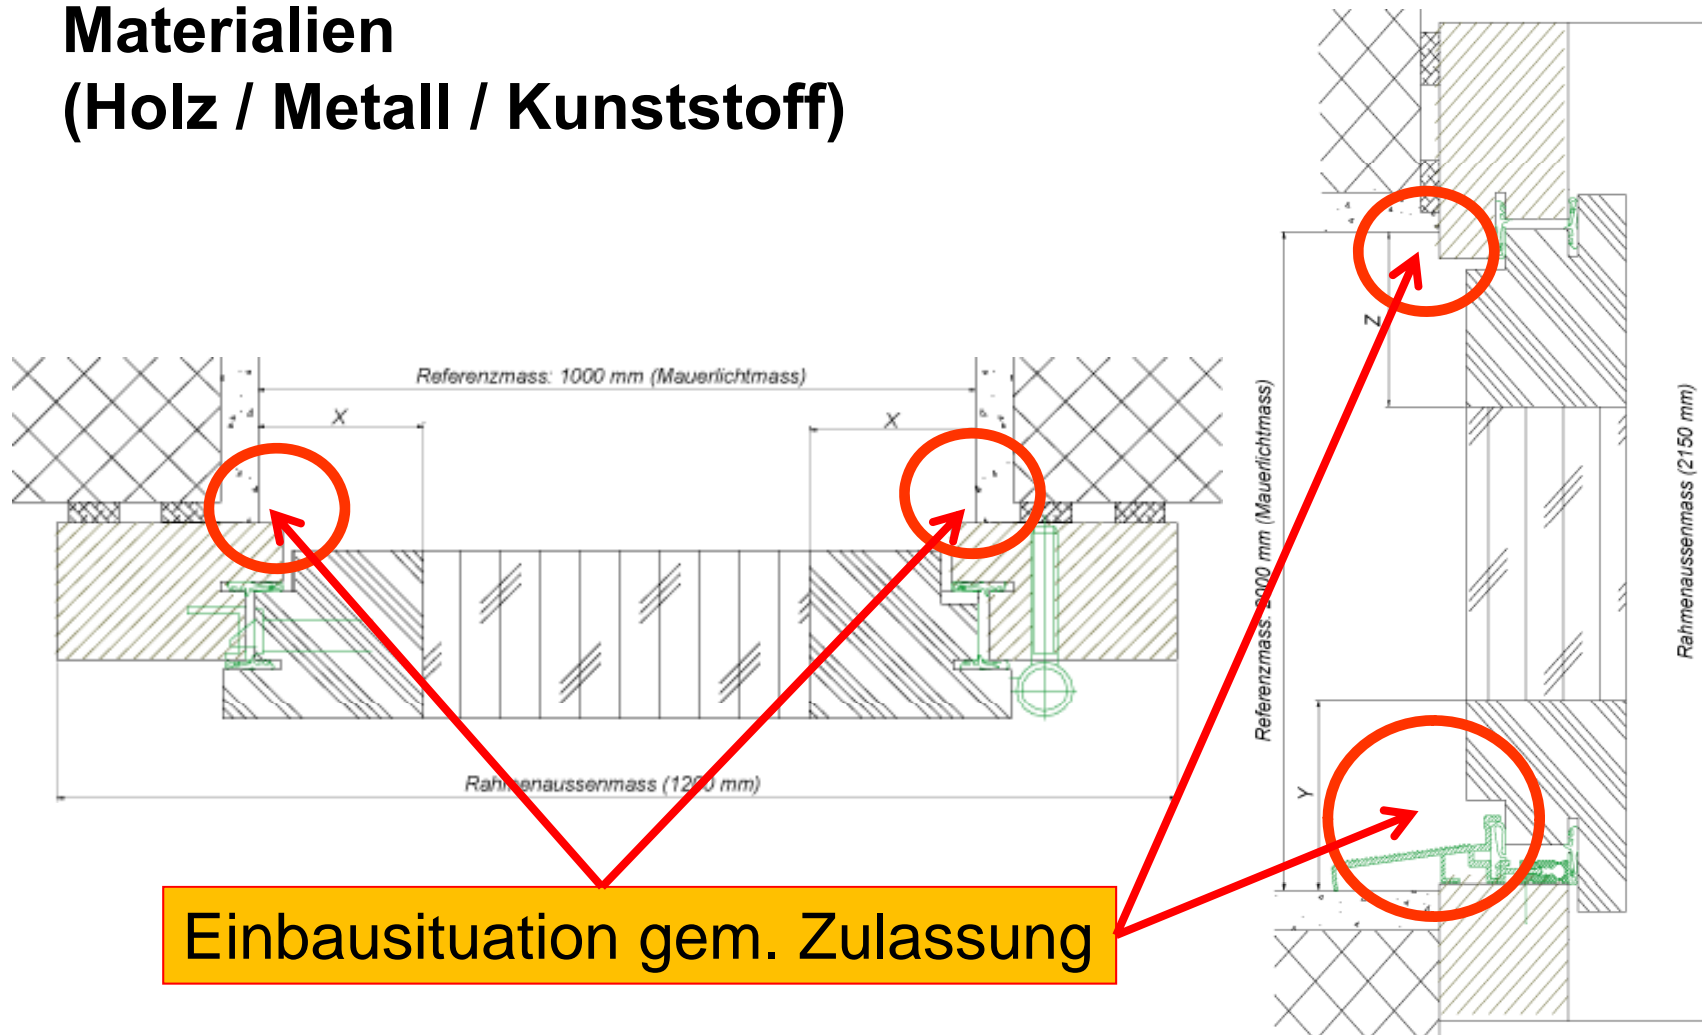 Materialien
(Holz / Metall / Kunststoff)
Referenzmass: 1000 mm (Mauerlichtmass)
X
X
Rahmenaussenmass (1200 mm)
Z
Referenzmass: 2000 mm (Mauerlichtmass)
Y
Rahmenaussenmass (2150 mm)
Einbausituation gem. Zulassung